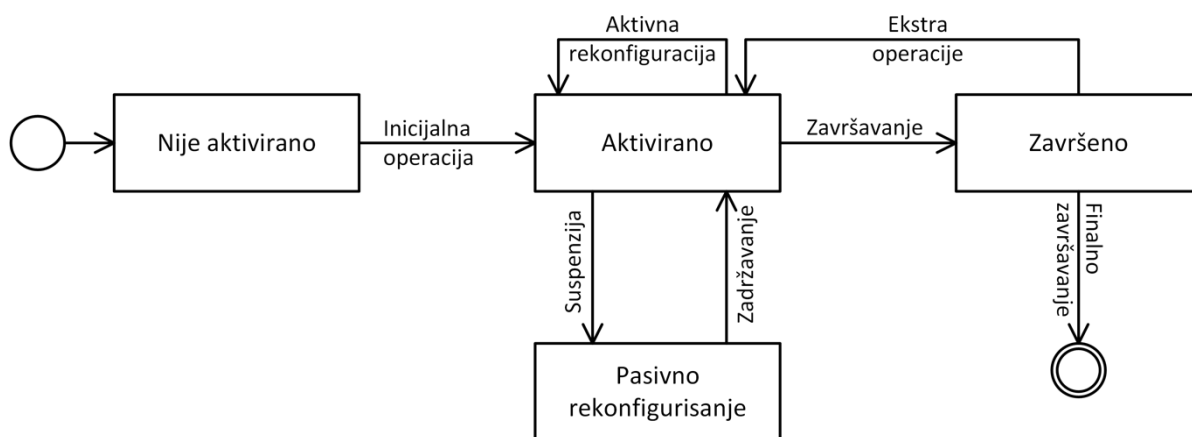 Aktivna
rekonfiguracija
Ekstra
operacije
Nije aktivirano
Inicijalna
operacija
Aktivirano
Završavanje
Završeno
Suspenzija
Zadržavanje
Finalno
završavanje
Pasivno
rekonfigurisanje